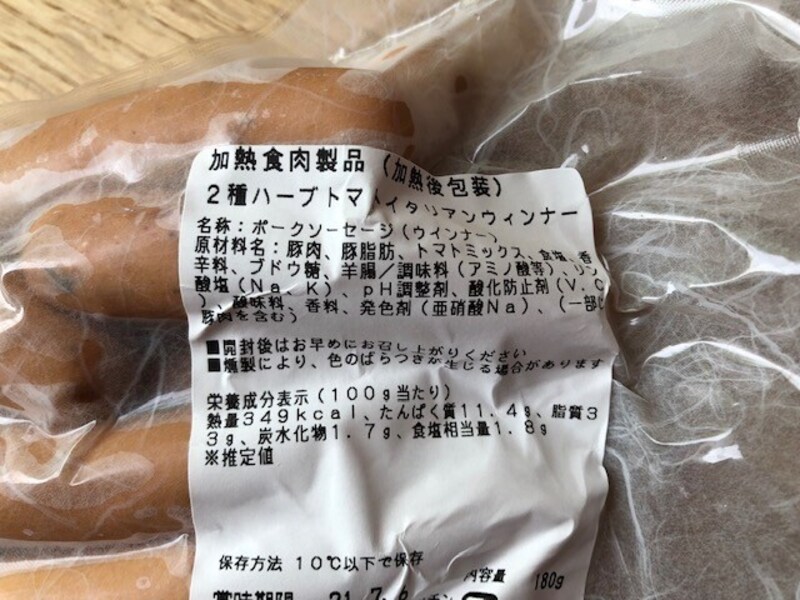 加熱食肉製品（加熱後包装）
2種ハーブトマトイタリアンウィンナー
名称：ポークソーセージ（ウインナー）
原材料名：豚肉、豚脂肪、トマトミックス、食塩、香
辛料、ブドウ糖、羊腸／調味料（アミノ酸等）、リン
酸塩（Na、K）、pH調整剤、酸化防止剤（V．C
）、酸味料、香料、発色剤（亜硝酸Na）、（一部に
豚肉を含む）
■開封後はお早めにお召し上がりください
■燻製により、色のばらつきが生じる場合があります
栄養成分表示（100g当たり）
熱量349kcal、たんぱく質11．4g、脂質3
3g、炭水化物1．7g、食塩相当量1．8g
※推定値
保存方法 10℃以下で保存
内容量 180g
賞味期限 21.7.